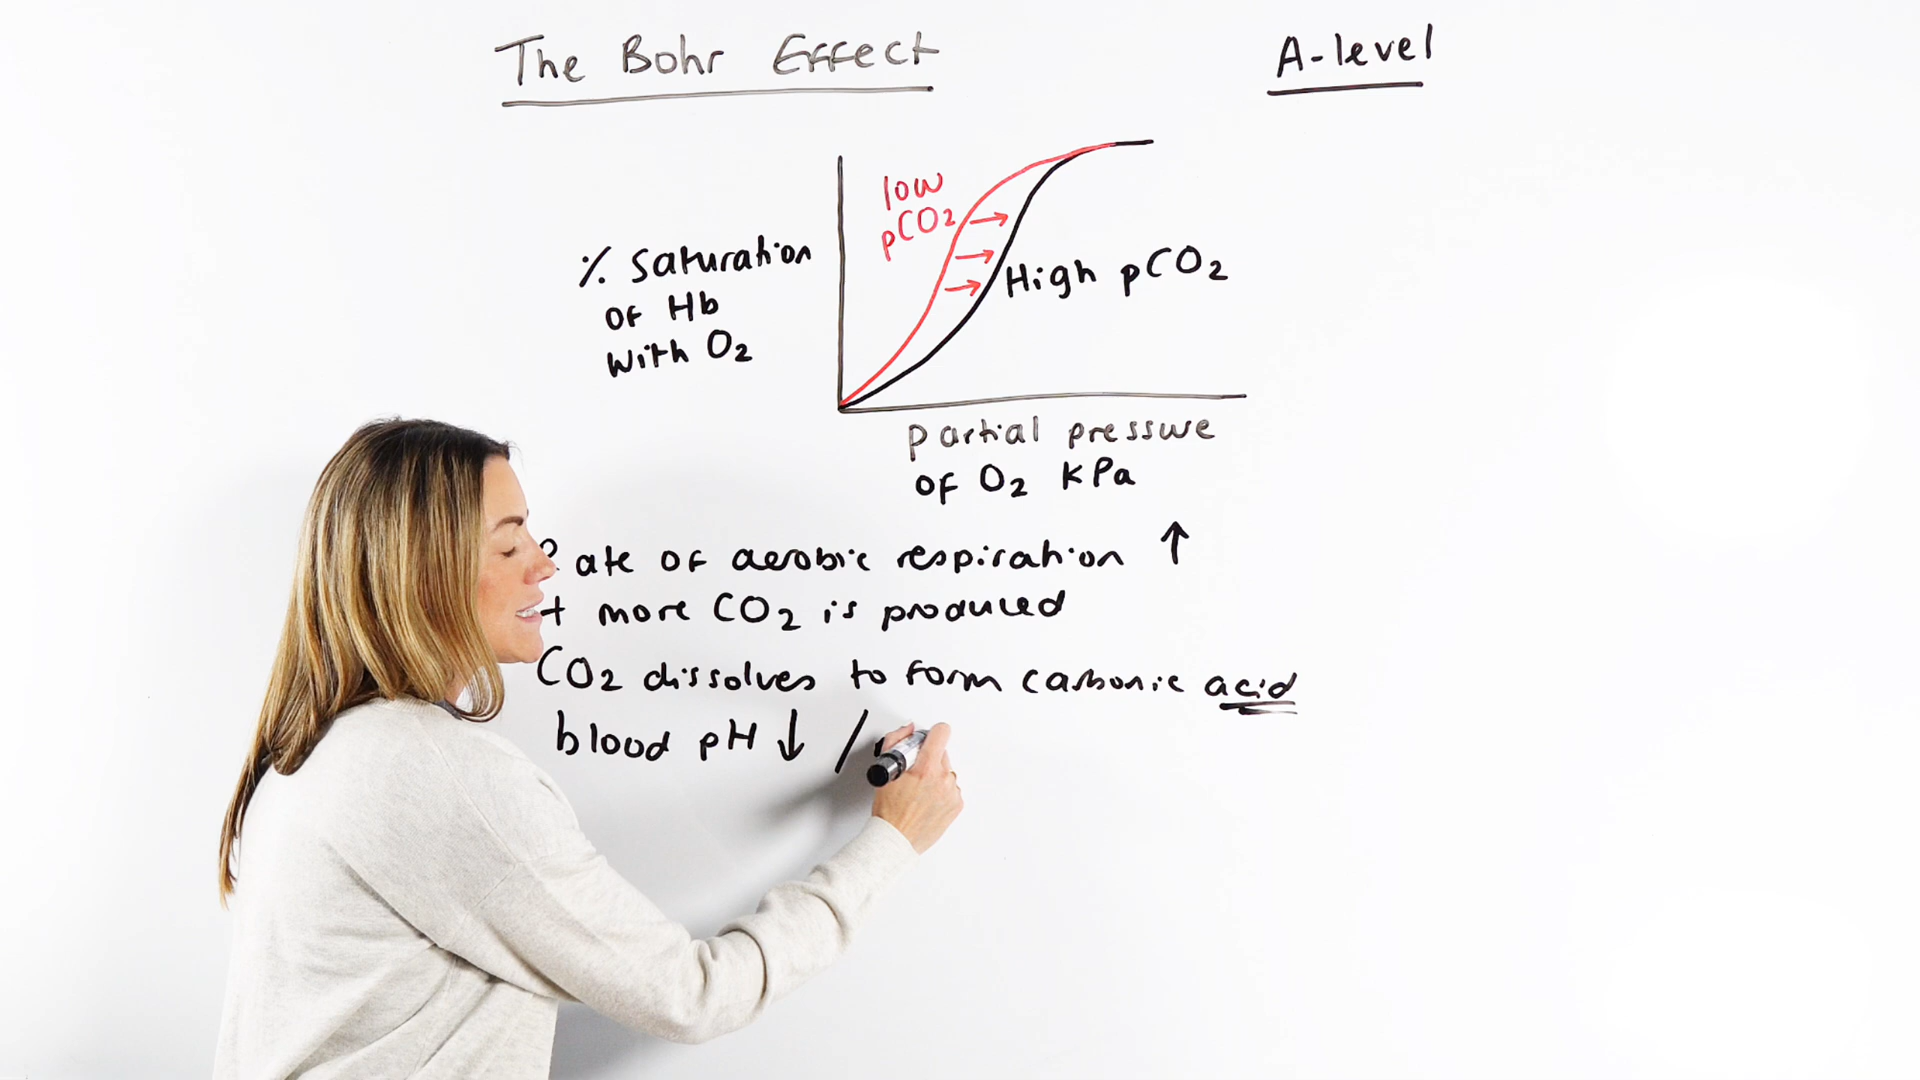 The Bohr Effect
A-level
low
pCO2
% saturation
of Hb
with O2
High pCO2
partial pressure
of O2 kPa
Rate of aerobic respiration ↑
+ more CO2 is produced
CO2 dissolves to form carbonic acid
blood pH ↓ /